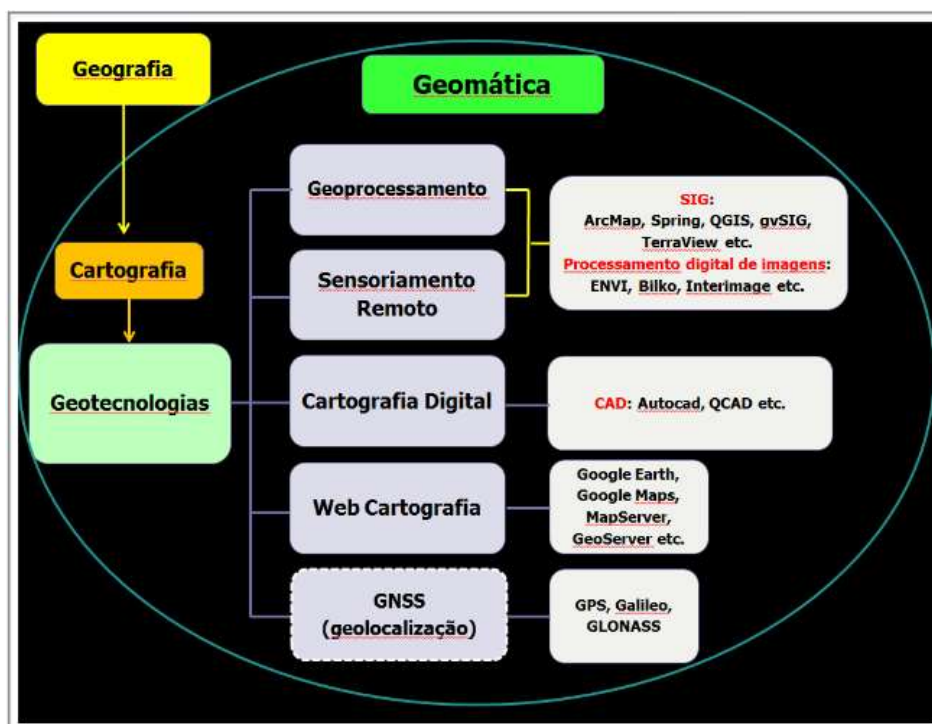 Geografia
Geomática
Geoprocessamento
SIG:
ArcMap, Spring, QGIS, gvSIG,
TerraView etc.
Processamento digital de imagens:
ENVI, Bilko, Interimage etc.
Cartografia
Sensoriamento
Remoto
Geotecnologias
Cartografia Digital
CAD: Autocad, QCAD etc.
Web Cartografia
Google Earth,
Google Maps,
MapServer,
GeoServer etc.
GNSS
(geolocalização)
GPS, Galileo,
GLONASS